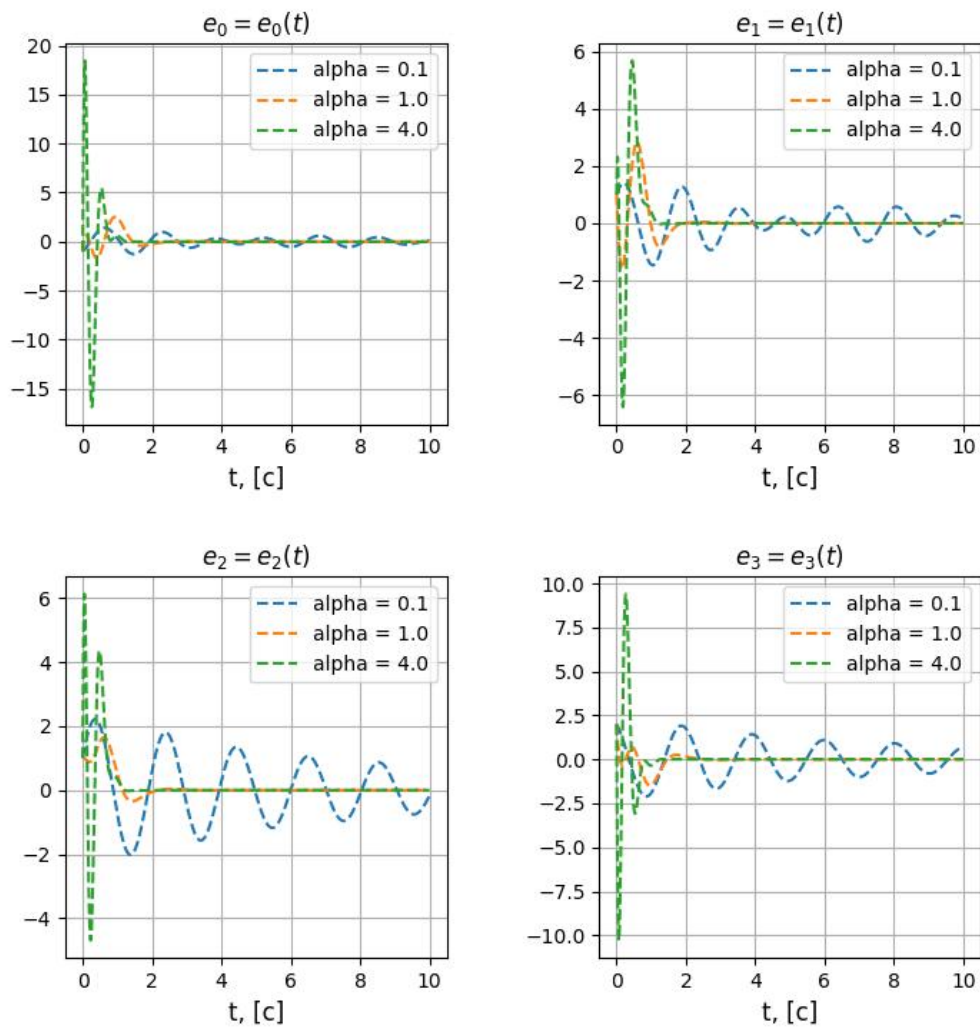 e₀ = e₀(t)
20
15
10
5
0
−5
−10
−15
0 2 4 6 8 10
t, [c]
alpha = 0.1
alpha = 1.0
alpha = 4.0
e₁ = e₁(t)
6
4
2
0
−2
−4
−6
0 2 4 6 8 10
t, [c]
alpha = 0.1
alpha = 1.0
alpha = 4.0
e₂ = e₂(t)
6
4
2
0
−2
−4
0 2 4 6 8 10
t, [c]
alpha = 0.1
alpha = 1.0
alpha = 4.0
e₃ = e₃(t)
10.0
7.5
5.0
2.5
0.0
−2.5
−5.0
−7.5
−10.0
0 2 4 6 8 10
t, [c]
alpha = 0.1
alpha = 1.0
alpha = 4.0